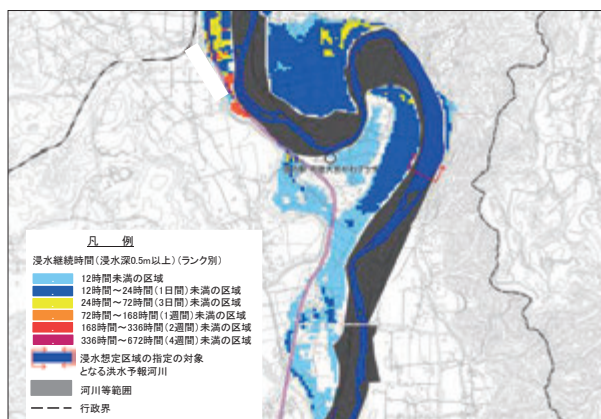 凡 例
浸水継続時間(浸水深0.5m以上)(ランク別)
12時間未満の区域
12時間~24時間(1日間)未満の区域
24時間~72時間(3日間)未満の区域
72時間~168時間(1週間)未満の区域
168時間~336時間(2週間)未満の区域
336時間~672時間(4週間)未満の区域
浸水想定区域の指定の対象
となる洪水予報河川
河川等範囲
行政界